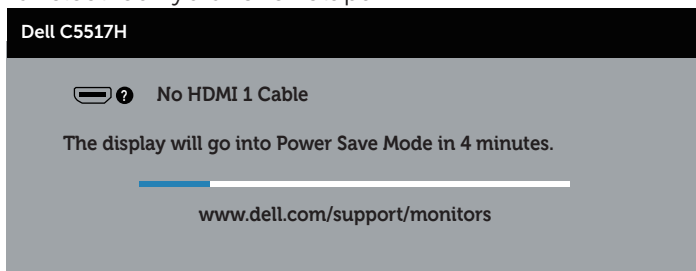 Dell C5517H
? No HDMI 1 Cable
The display will go into Power Save Mode in 4 minutes.
www.dell.com/support/monitors